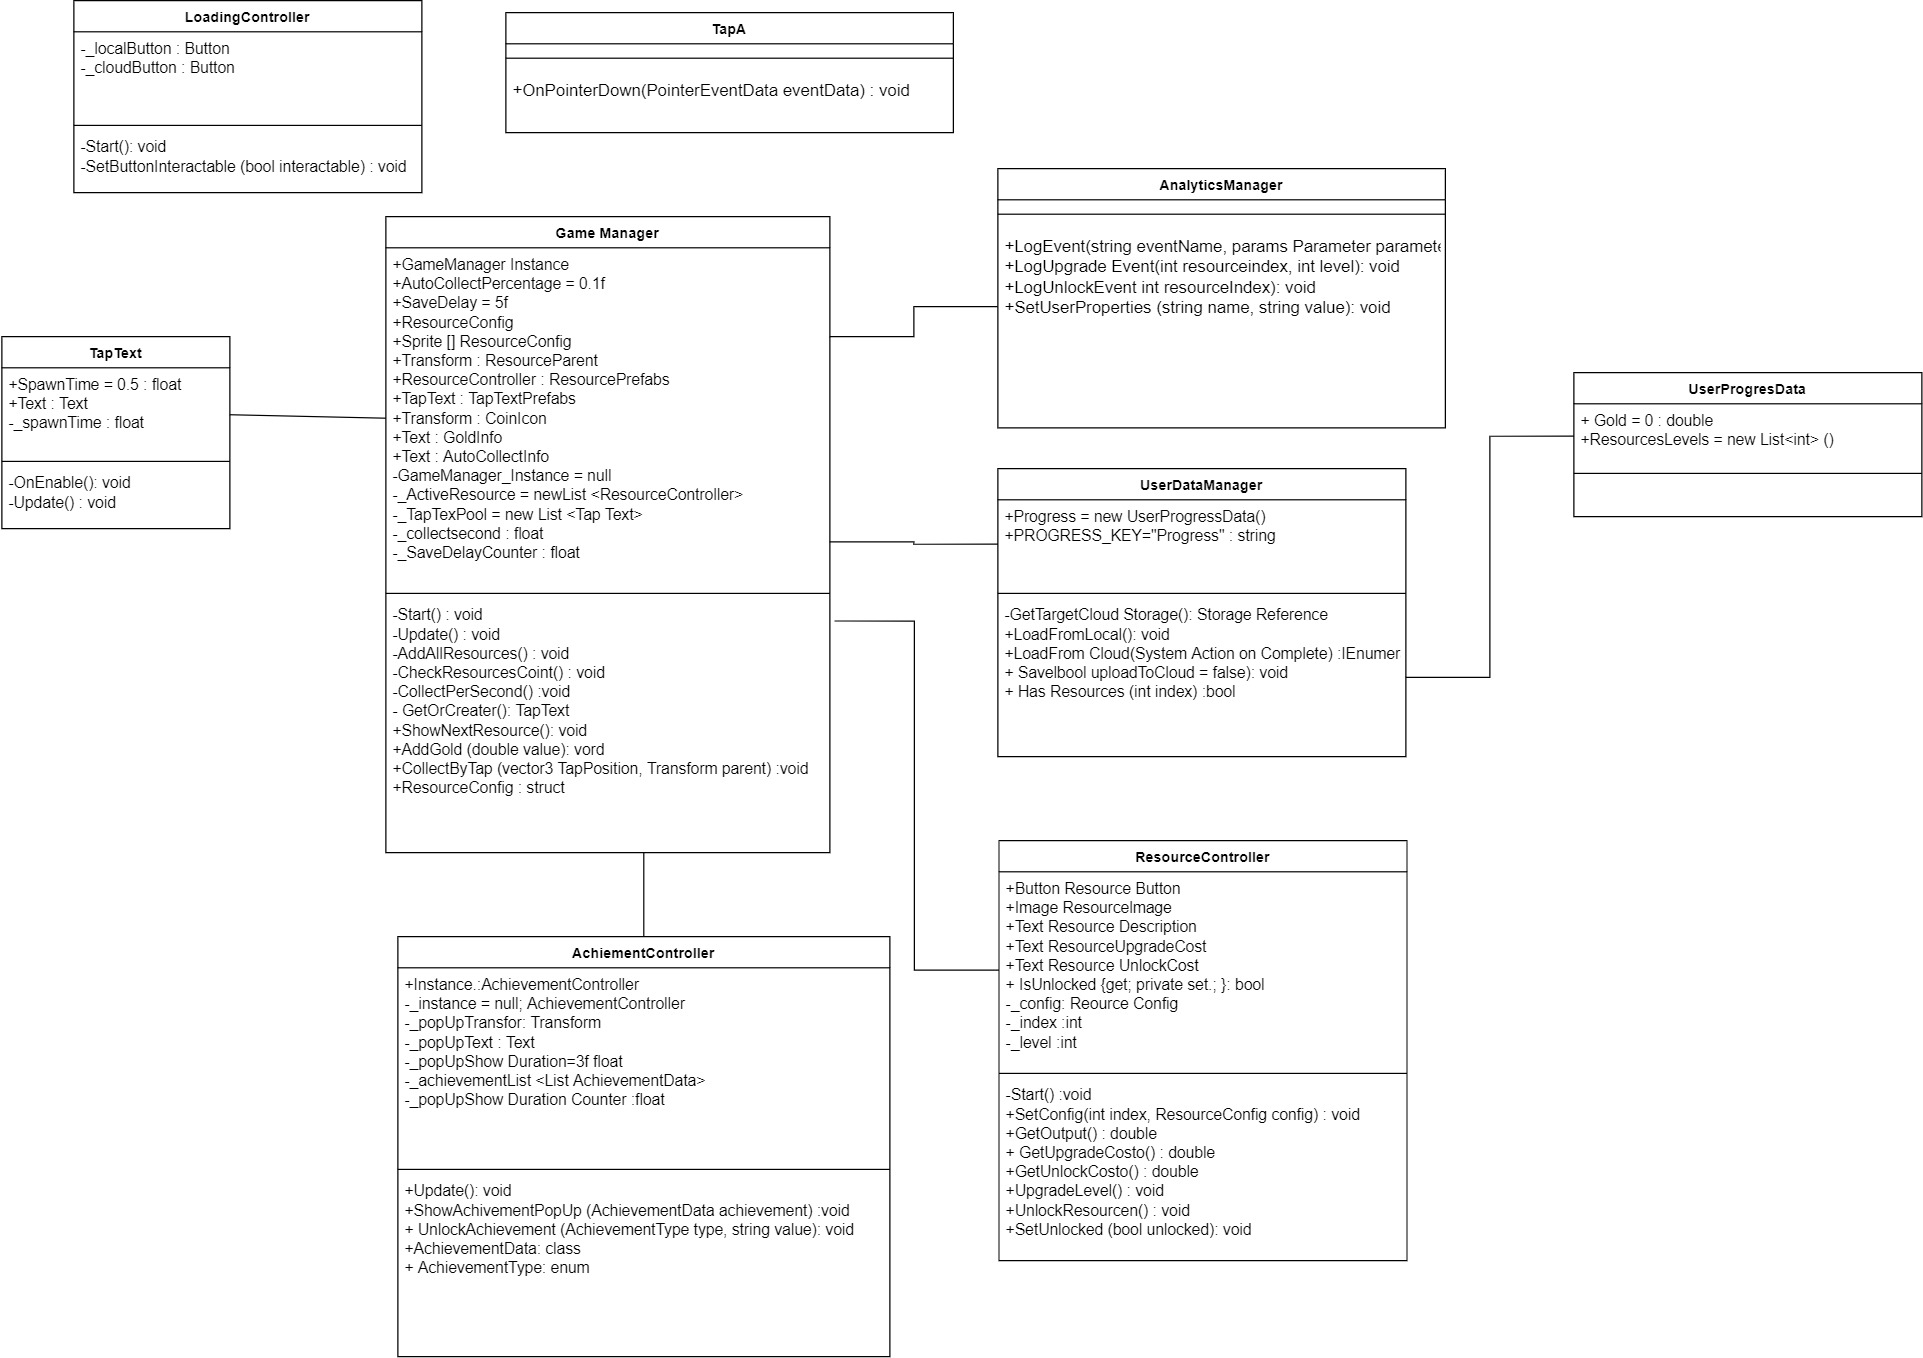 LoadingController
-_localButton : Button
-_cloudButton : Button
-Start(): void
-SetButtonInteractable (bool interactable) : void
TapA
+OnPointerDown(PointerEventData eventData) : void
AnalyticsManager
+LogEvent(string eventName, params Parameter paramete
+LogUpgrade Event(int resourceindex, int level): void
+LogUnlockEvent int resourceIndex): void
+SetUserProperties (string name, string value): void
Game Manager
+GameManager Instance
+AutoCollectPercentage = 0.1f
+SaveDelay = 5f
+ResourceConfig
+Sprite [] ResourceConfig
+Transform : ResourceParent
+ResourceController : ResourcePrefabs
+TapText : TapTextPrefabs
+Transform : CoinIcon
+Text : GoldInfo
+Text : AutoCollectInfo
-GameManager_Instance = null
-_ActiveResource = newList <ResourceController>
-_TapTexPool = new List <Tap Text>
-_collectsecond : float
-_SaveDelayCounter : float
-Start() : void
-Update() : void
-AddAllResources() : void
-CheckResourcesCoint() : void
-CollectPerSecond() :void
- GetOrCreater(): TapText
+ShowNextResource(): void
+AddGold (double value): vord
+CollectByTap (vector3 TapPosition, Transform parent) :void
+ResourceConfig : struct
TapText
+SpawnTime = 0.5 : float
+Text : Text
-_spawnTime : float
-OnEnable(): void
-Update() : void
UserProgresData
+ Gold = 0 : double
+ResourcesLevels = new List<int> ()
UserDataManager
+Progress = new UserProgressData()
+PROGRESS_KEY="Progress" : string
-GetTargetCloud Storage(): Storage Reference
+LoadFromLocal(): void
+LoadFrom Cloud(System Action on Complete) :IEnumer
+ Savelbool uploadToCloud = false): void
+ Has Resources (int index) :bool
ResourceController
+Button Resource Button
+Image ResourceImage
+Text Resource Description
+Text ResourceUpgradeCost
+Text Resource UnlockCost
+ IsUnlocked {get; private set.; }: bool
-_config: Reource Config
-_index :int
-_level :int
-Start() :void
+SetConfig(int index, ResourceConfig config) : void
+GetOutput() : double
+ GetUpgradeCosto() : double
+GetUnlockCosto() : double
+UpgradeLevel() : void
+UnlockResourcen() : void
+SetUnlocked (bool unlocked): void
AchiementController
+Instance.:AchievementController
-_instance = null; AchievementController
-_popUpTransfor: Transform
-_popUpText : Text
-_popUpShow Duration=3f float
-_achievementList <List AchievementData>
-_popUpShow Duration Counter :float
+Update(): void
+ShowAchivementPopUp (AchievementData achievement) :void
+ UnlockAchievement (AchievementType type, string value): void
+AchievementData: class
+ AchievementType: enum